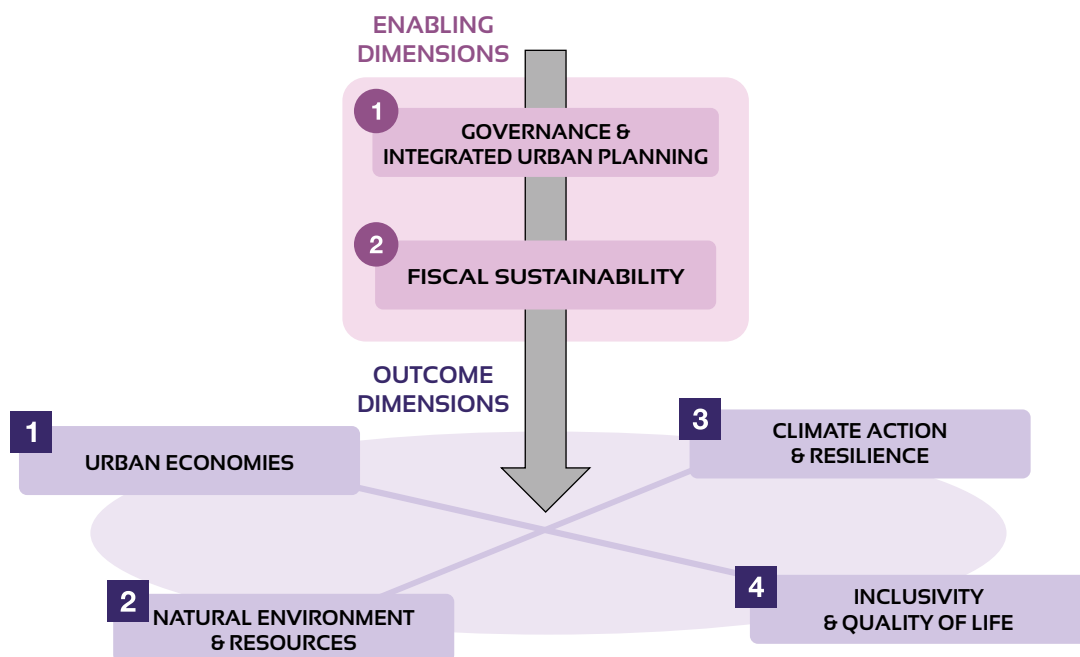 ENABLING
DIMENSIONS
1
GOVERNANCE &
INTEGRATED URBAN PLANNING
2
FISCAL SUSTAINABILITY
OUTCOME
DIMENSIONS
1
URBAN ECONOMIES
3
CLIMATE ACTION
& RESILIENCE
2
NATURAL ENVIRONMENT
& RESOURCES
4
INCLUSIVITY
& QUALITY OF LIFE